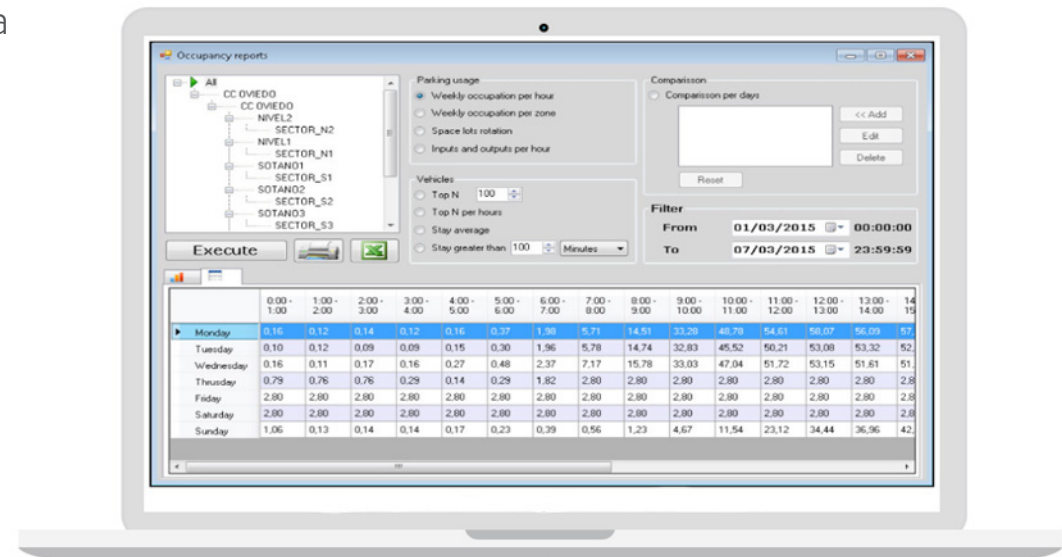 a
Occupancy reports
All
CC OVIEDO
CC OVIEDO
NIVEL2
SECTOR_N2
NIVEL1
SECTOR_N1
SOTANO1
SECTOR_S1
SOTANO2
SECTOR_S2
SOTANO3
SECTOR_S3
Execute
Parking usage
Weekly occupation per hour
Weekly occupation per zone
Space lots rotation
Inputs and outputs per hour
Vehicles
Top N 100
Top N per hours
Stay average
Stay greater than 100 Minutes
Comparisson
Comparisson per days
<< Add
Edit
Delete
Reset
Filter
From 01/03/2015 00:00:00
To 07/03/2015 23:59:59
0:00 - 1:00 1:00 - 2:00 2:00 - 3:00 3:00 - 4:00 4:00 - 5:00 5:00 - 6:00 6:00 - 7:00 7:00 - 8:00 8:00 - 9:00 9:00 - 10:00 10:00 - 11:00 11:00 - 12:00 12:00 - 13:00 13:00 - 14:00 14 15
Monday 0,16 0,12 0,14 0,12 0,16 0,37 1,98 5,71 14,51 33,28 48,78 54,61 58,07 56,09 57,
Tuesday 0,10 0,12 0,09 0,09 0,15 0,30 1,96 5,78 14,74 32,83 45,52 50,21 53,08 53,32 52,
Wednesday 0,16 0,11 0,17 0,16 0,27 0,48 2,37 7,17 15,78 33,03 47,04 51,72 53,15 51,61 51,
Thrusday 0,79 0,76 0,76 0,29 0,14 0,29 1,82 2,80 2,80 2,80 2,80 2,80 2,80 2,80 2,8
Friday 2,80 2,80 2,80 2,80 2,80 2,80 2,80 2,80 2,80 2,80 2,80 2,80 2,80 2,80 2,8
Saturday 2,80 2,80 2,80 2,80 2,80 2,80 2,80 2,80 2,80 2,80 2,80 2,80 2,80 2,80 2,8
Sunday 1,06 0,13 0,14 0,14 0,17 0,23 0,39 0,56 1,23 4,67 11,54 23,12 34,44 36,96 42,